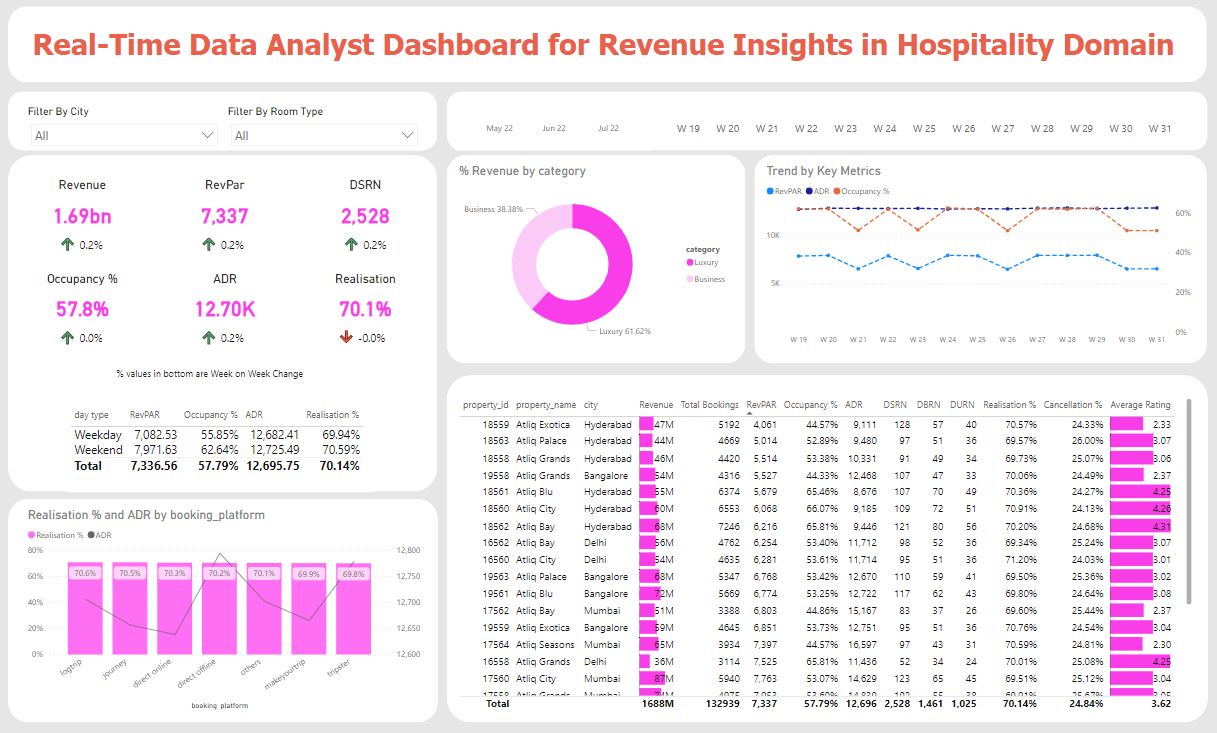 Real-Time Data Analyst Dashboard for Revenue Insights in Hospitality Domain
Filter By City
All
Filter By Room Type
All
May 22 Jun 22 Jul 22
W 19 W 20 W 21 W 22 W 23 W 24 W 25 W 26 W 27 W 28 W 29 W 30 W 31
Revenue RevPar DSRN
1.69bn 7,337 2,528
0.2% 0.2% 0.2%
Occupancy % ADR Realisation
57.8% 12.70K 70.1%
0.0% 0.2% -0.0%
% values in bottom are Week on Week Change
day type RevPAR Occupancy % ADR Realisation %
Weekday 7,082.53 55.85% 12,682.41 69.94%
Weekend 7,971.63 62.64% 12,725.49 70.59%
Total 7,336.56 57.79% 12,695.75 70.14%
Realisation % and ADR by booking_platform
Realisation % ADR
80% 60% 40% 20% 0%
70.6% 70.5% 70.3% 70.2% 70.1% 69.9% 69.8%
12,800 12,750 12,700 12,650 12,600
logtrip journey direct online direct offline others makeyourtrip tripster
booking_platform
% Revenue by category
Business 38.38%
Luxury 61.62%
category
Luxury
Business
Trend by Key Metrics
RevPAR ADR Occupancy %
10K
5K
60%
40%
20%
0%
W 19 W 20 W 21 W 22 W 23 W 24 W 25 W 26 W 27 W 28 W 29 W 30 W 31
property_id property_name city Revenue Total Bookings RevPAR Occupancy % ADR DSRN DBRN DURN Realisation % Cancellation % Average Rating
18559 Atliq Exotica Hyderabad 47M 5192 4,061 44.57% 9,111 128 57 40 70.57% 24.33% 2.33
18563 Atliq Palace Hyderabad 44M 4669 5,014 52.89% 9,480 97 51 36 69.57% 26.00% 3.07
18558 Atliq Grands Hyderabad 46M 4420 5,514 53.38% 10,331 91 49 34 69.73% 25.07% 3.06
19558 Atliq Grands Bangalore 54M 4316 5,527 44.33% 12,468 107 47 33 70.06% 24.49% 2.37
18561 Atliq Blu Hyderabad 55M 6374 5,679 65.46% 8,676 107 70 49 70.36% 24.27% 4.25
18560 Atliq City Hyderabad 60M 6553 6,068 66.07% 9,185 109 72 51 70.91% 24.13% 4.26
18562 Atliq Bay Hyderabad 68M 7246 6,216 65.81% 9,446 121 80 56 70.20% 24.68% 4.31
16562 Atliq Bay Delhi 56M 4762 6,254 53.40% 11,712 98 52 36 69.34% 25.24% 3.07
16560 Atliq City Delhi 54M 4635 6,281 53.61% 11,714 95 51 36 71.20% 24.03% 3.01
19563 Atliq Palace Bangalore 68M 5347 6,768 53.42% 12,670 110 59 41 69.50% 25.36% 3.02
19561 Atliq Blu Bangalore 72M 5669 6,774 53.25% 12,722 117 62 43 69.80% 24.64% 3.08
17562 Atliq Bay Mumbai 51M 3388 6,803 44.86% 15,167 83 37 26 69.60% 25.44% 2.37
19559 Atliq Exotica Bangalore 59M 4645 6,851 53.73% 12,751 95 51 36 70.76% 24.54% 3.04
17564 Atliq Seasons Mumbai 65M 3934 7,397 44.57% 16,597 97 43 31 70.59% 24.81% 2.30
16558 Atliq Grands Delhi 36M 3114 7,525 65.81% 11,436 52 34 24 70.01% 25.08% 4.25
17560 Atliq City Mumbai 87M 5940 7,763 53.07% 14,629 123 65 45 69.51% 25.12% 3.04
17558 Atliq Grands Mumbai
Total 1688M 132939 7,337 57.79% 12,696 2,528 1,461 1,025 70.14% 24.84% 3.62